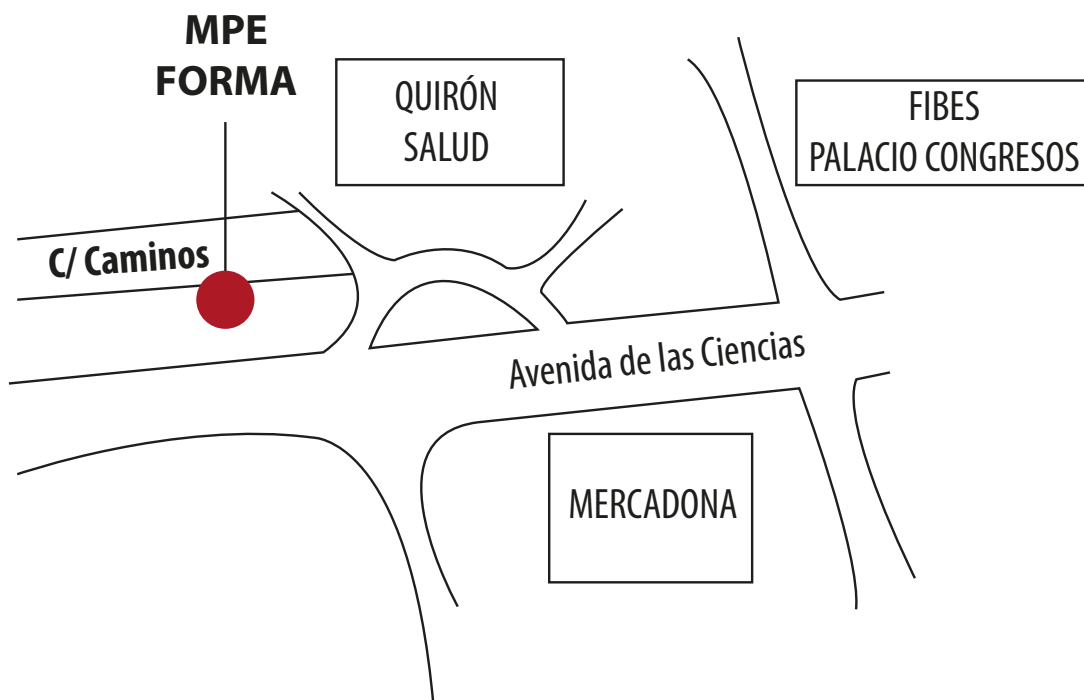 MPE
FORMA
QUIRÓN
SALUD
FIBES
PALACIO CONGRESOS
C/ Caminos
Avenida de las Ciencias
MERCADONA